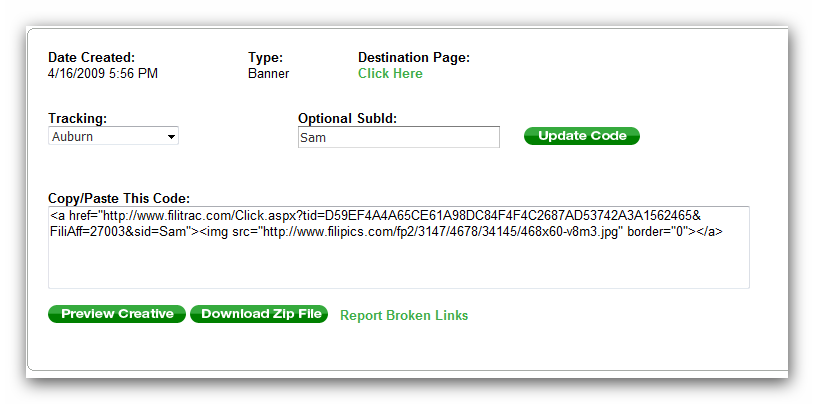 Date Created: Type: Destination Page:
4/16/2009 5:56 PM Banner Click Here
Tracking: Optional SubId:
Auburn Sam Update Code
Copy/Paste This Code:
<a href="http://www.filitrac.com/Click.aspx?tid=D59EF4A4A65CE61A98DC84F4F4C2687AD53742A3A1562465&
FiliAff=27003&sid=Sam"><img src="http://www.filipics.com/fp2/3147/4678/34145/468x60-v8m3.jpg" border="0"></a>
Preview Creative Download Zip File Report Broken Links